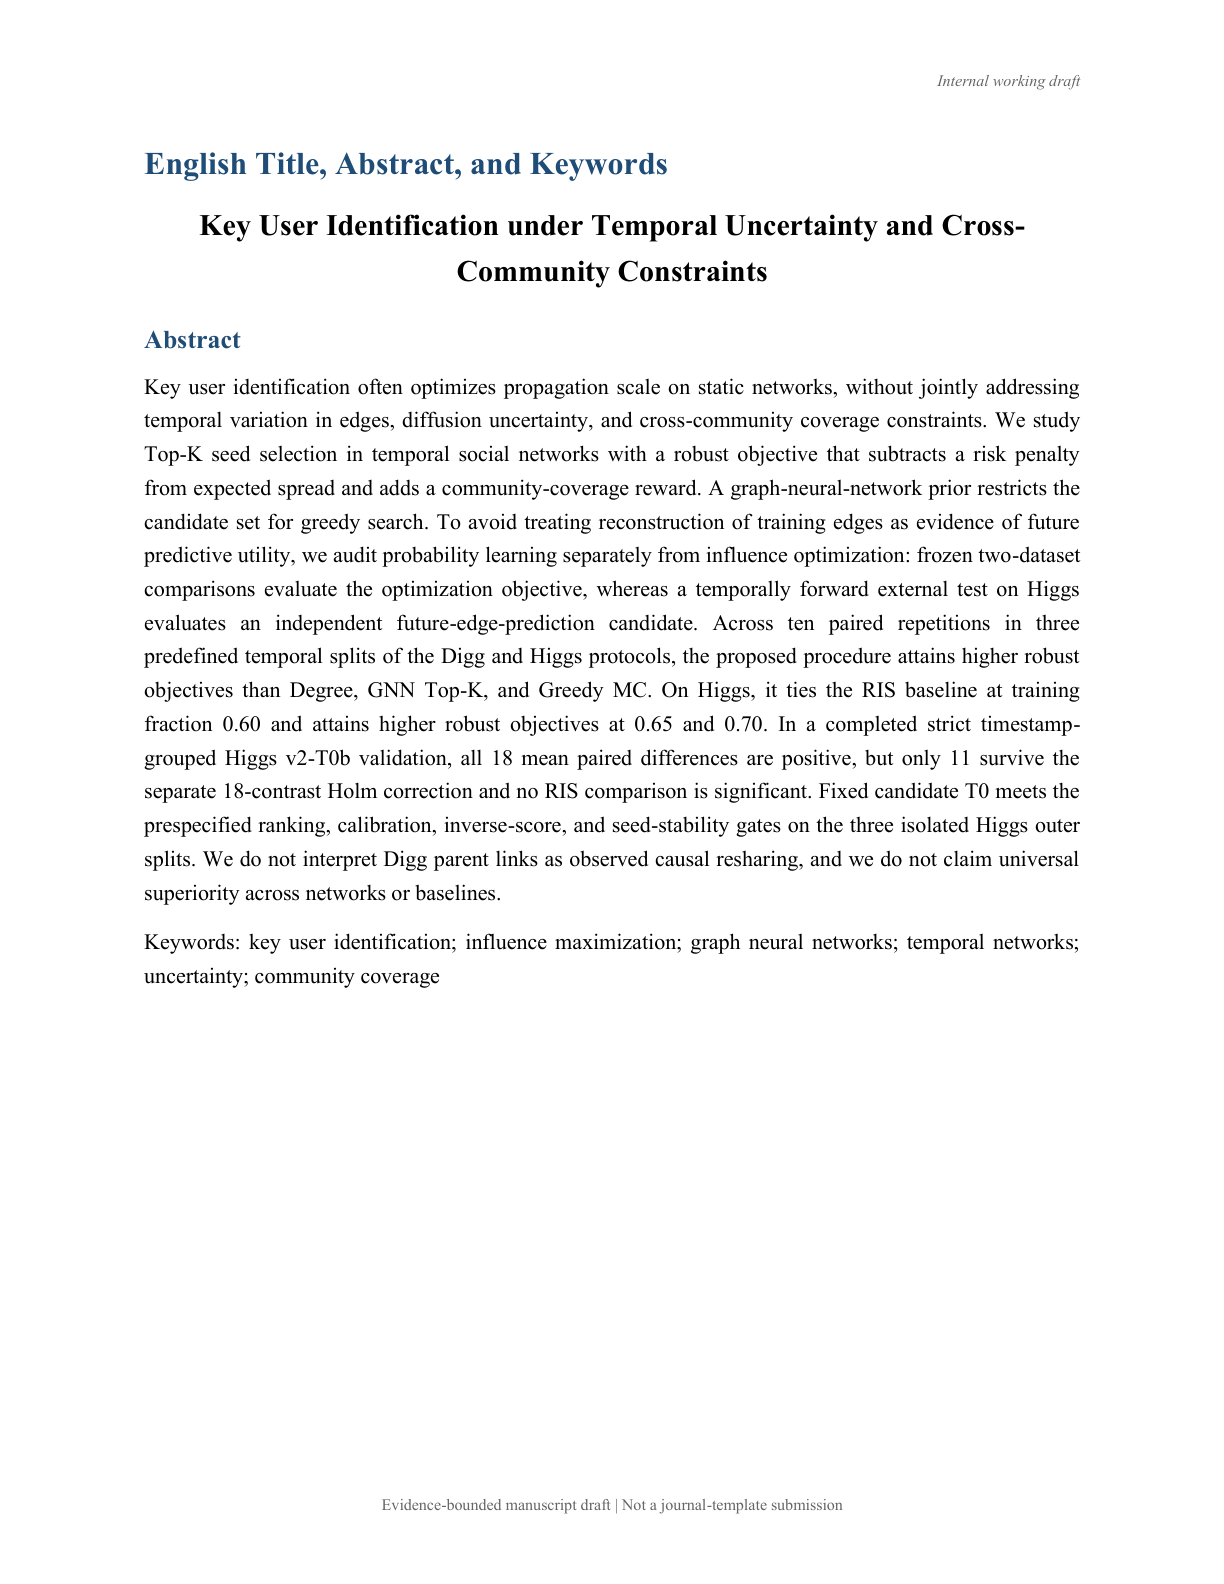 Internal working draft
English Title, Abstract, and Keywords
Key User Identification under Temporal Uncertainty and Cross-
Community Constraints
Abstract
Key user identification often optimizes propagation scale on static networks, without jointly addressing
temporal variation in edges, diffusion uncertainty, and cross-community coverage constraints. We study
Top-K seed selection in temporal social networks with a robust objective that subtracts a risk penalty
from expected spread and adds a community-coverage reward. A graph-neural-network prior restricts the
candidate set for greedy search. To avoid treating reconstruction of training edges as evidence of future
predictive utility, we audit probability learning separately from influence optimization: frozen two-dataset
comparisons evaluate the optimization objective, whereas a temporally forward external test on Higgs
evaluates an independent future-edge-prediction candidate. Across ten paired repetitions in three
predefined temporal splits of the Digg and Higgs protocols, the proposed procedure attains higher robust
objectives than Degree, GNN Top-K, and Greedy MC. On Higgs, it ties the RIS baseline at training
fraction 0.60 and attains higher robust objectives at 0.65 and 0.70. In a completed strict timestamp-
grouped Higgs v2-T0b validation, all 18 mean paired differences are positive, but only 11 survive the
separate 18-contrast Holm correction and no RIS comparison is significant. Fixed candidate T0 meets the
prespecified ranking, calibration, inverse-score, and seed-stability gates on the three isolated Higgs outer
splits. We do not interpret Digg parent links as observed causal resharing, and we do not claim universal
superiority across networks or baselines.
Keywords: key user identification; influence maximization; graph neural networks; temporal networks;
uncertainty; community coverage
Evidence-bounded manuscript draft | Not a journal-template submission